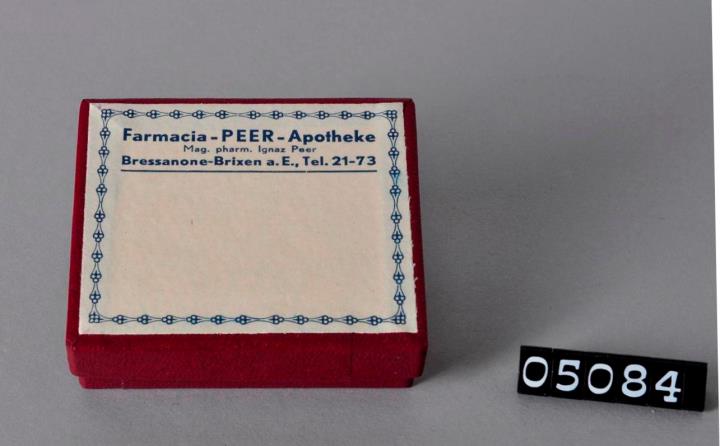 Farmacia-PEER-Apotheke
Mag. pharm. Ignaz Peer
Bressanone-Brixen a. E., Tel. 21-73
05084